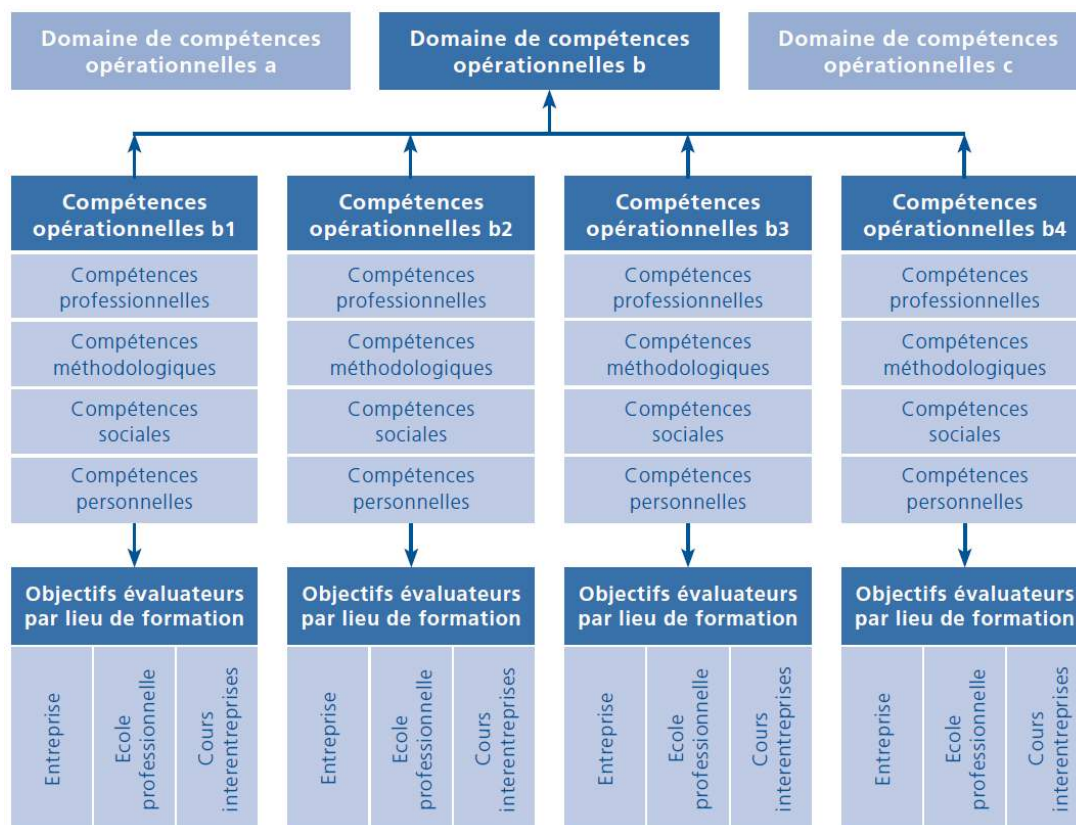 Domaine de compétences
opérationnelles a
Domaine de compétences
opérationnelles b
Domaine de compétences
opérationnelles c
Compétences
opérationnelles b1
Compétences
professionnelles
Compétences
méthodologiques
Compétences
sociales
Compétences
personnelles
Objectifs évaluateurs
par lieu de formation
Entreprise
Ecole
professionnelle
Cours
interentreprises
Compétences
opérationnelles b2
Compétences
professionnelles
Compétences
méthodologiques
Compétences
sociales
Compétences
personnelles
Objectifs évaluateurs
par lieu de formation
Entreprise
Ecole
professionnelle
Cours
interentreprises
Compétences
opérationnelles b3
Compétences
professionnelles
Compétences
méthodologiques
Compétences
sociales
Compétences
personnelles
Objectifs évaluateurs
par lieu de formation
Entreprise
Ecole
professionnelle
Cours
interentreprises
Compétences
opérationnelles b4
Compétences
professionnelles
Compétences
méthodologiques
Compétences
sociales
Compétences
personnelles
Objectifs évaluateurs
par lieu de formation
Entreprise
Ecole
professionnelle
Cours
interentreprises